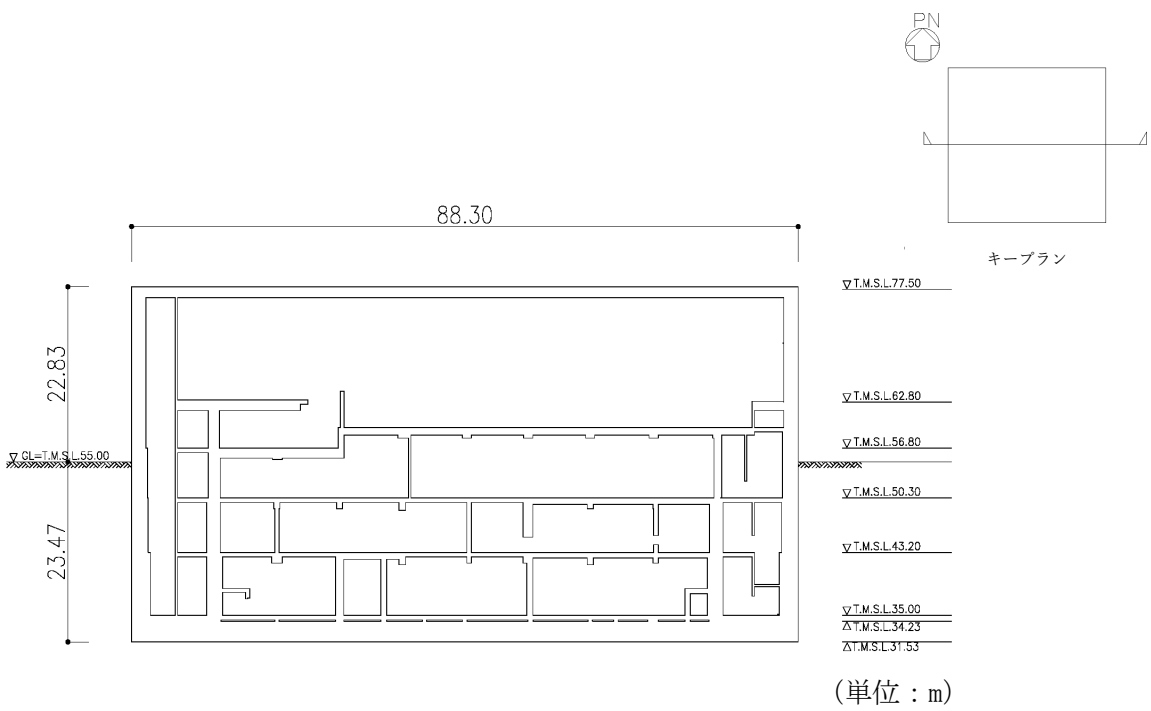 PN
キープラン
88.30
22.83
23.47
GL=T.M.S.L.55.00
T.M.S.L.77.50
T.M.S.L.62.80
T.M.S.L.56.80
T.M.S.L.50.30
T.M.S.L.43.20
T.M.S.L.35.00
T.M.S.L.34.23
T.M.S.L.31.53
(単位：m)